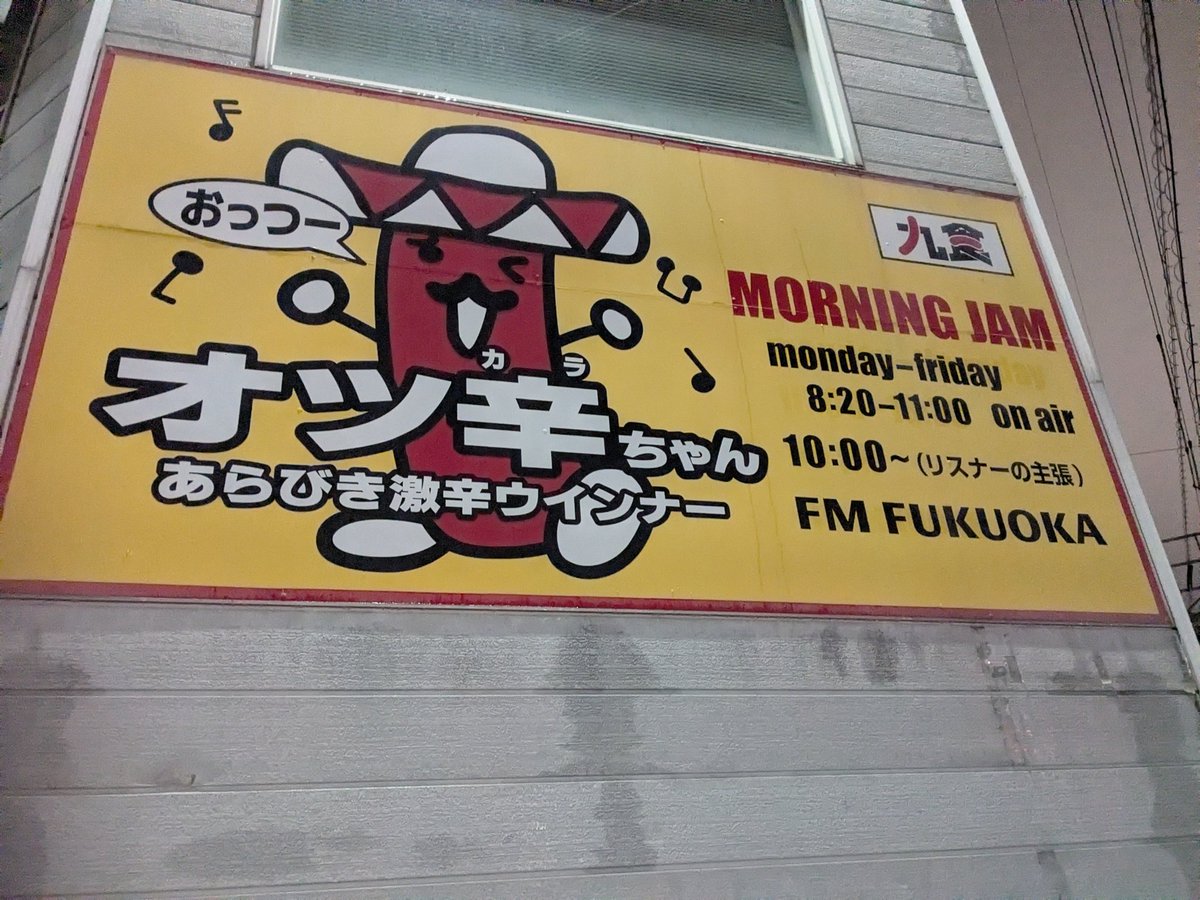 おっつー
オツ辛ちゃん
カラ
あらびき激辛ウインナー
九食
MORNING JAM
monday-friday
8:20-11:00 on air
10:00~(リスナーの主張)
FM FUKUOKA